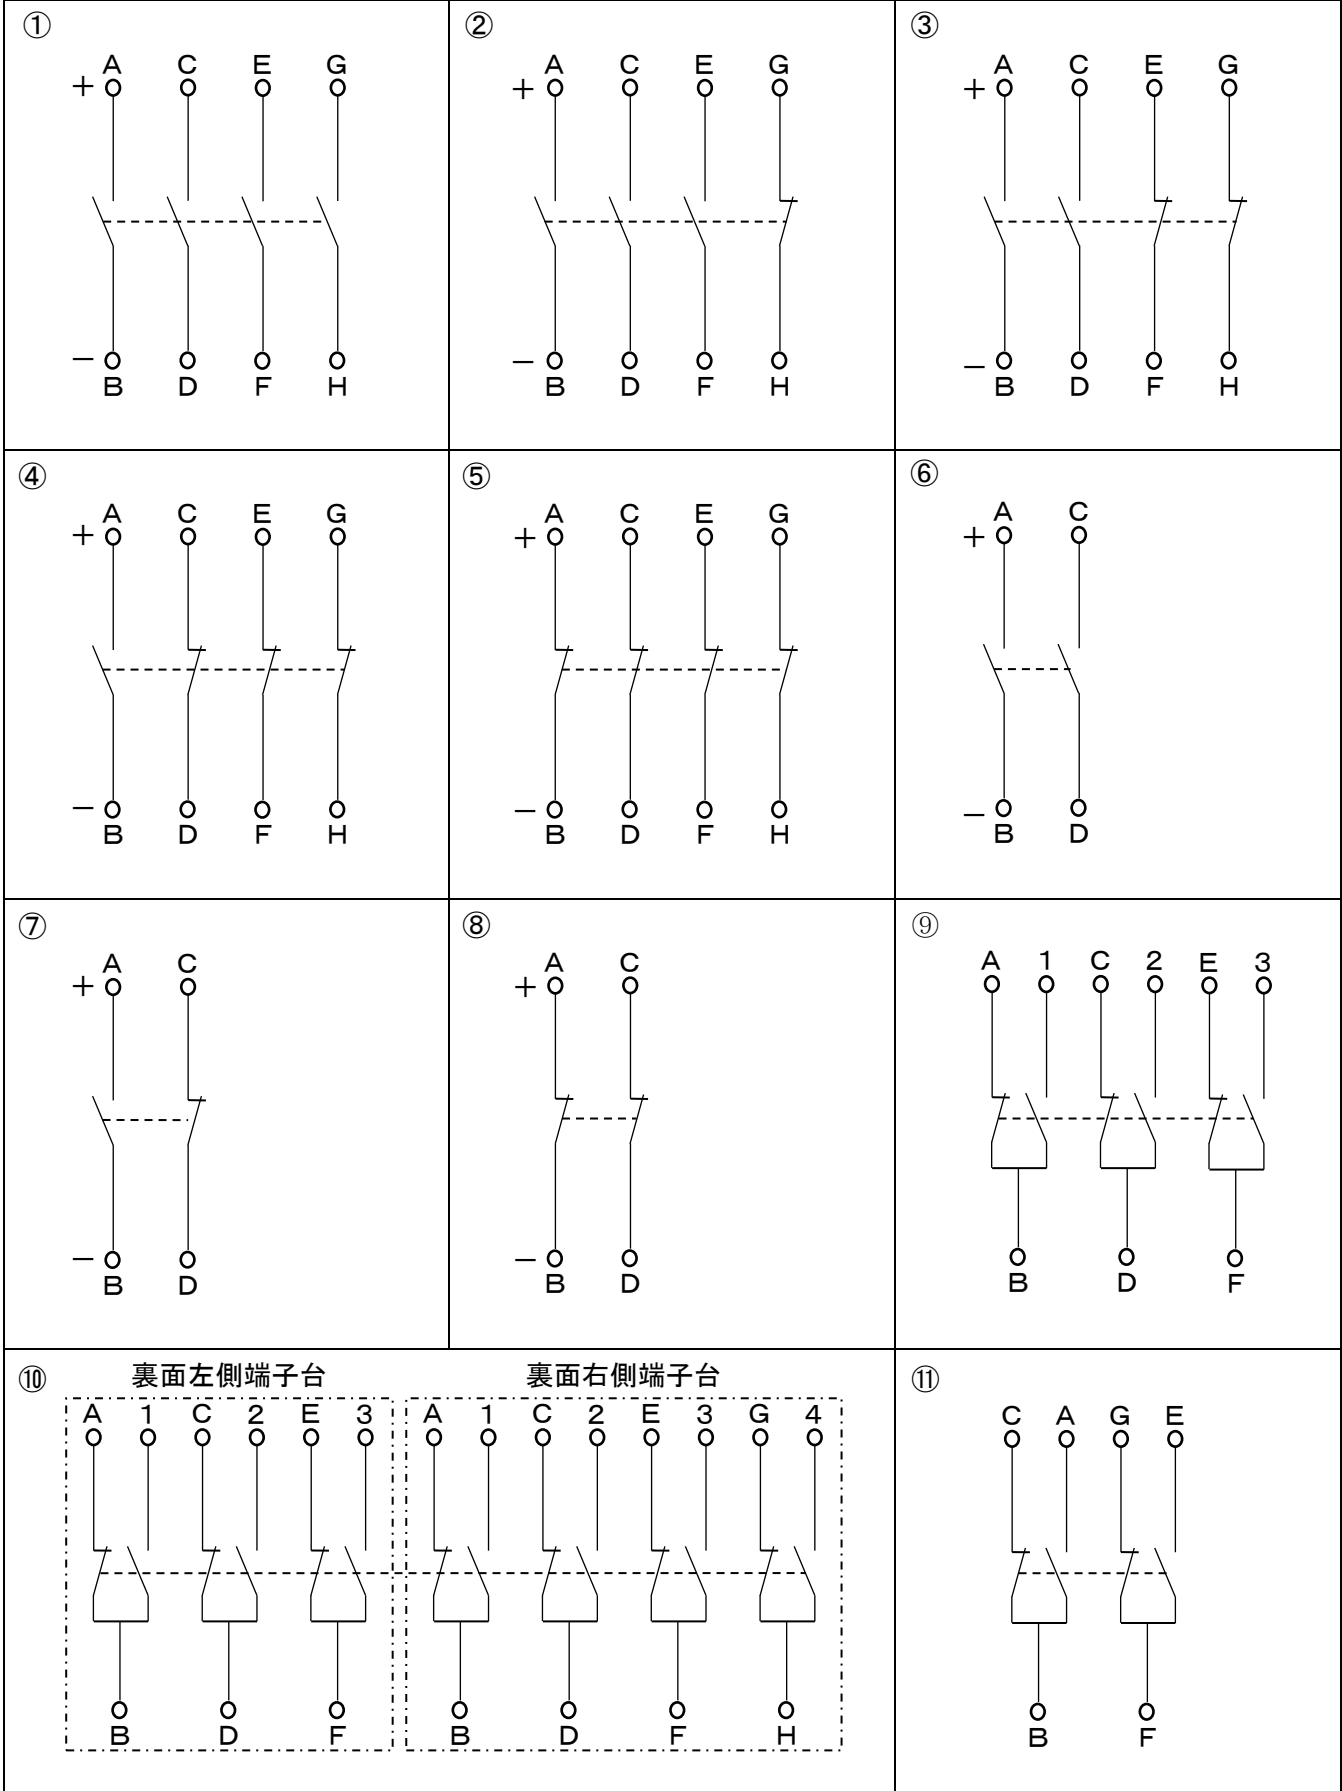 ① ② ③
A C E G
+
－
B D F H
A C E G
+
－
B D F H
A C E G
+
－
B D F H
④ ⑤ ⑥
A C E G
+
－
B D F H
A C E G
+
－
B D F H
A C
+
－
B D
⑦ ⑧ ⑨
A C
+
－
B D
A C
+
－
B D
A 1 C 2 E 3
B D F
⑩ 裏面左側端子台 裏面右側端子台
A 1 C 2 E 3 A 1 C 2 E 3 G 4
B D F B D F H
⑪
C A G E
B F